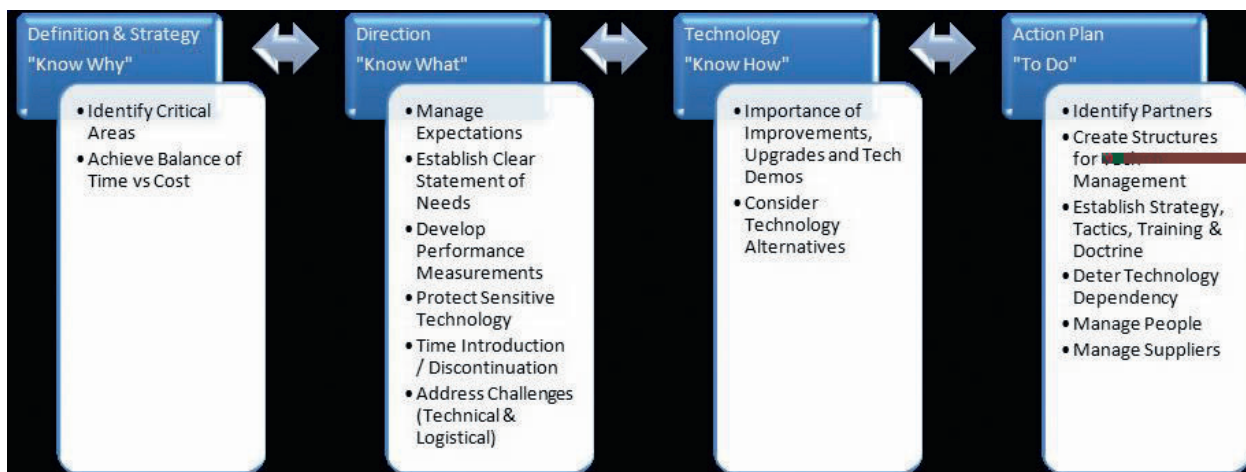 Definition & Strategy
"Know Why"
• Identify Critical
Areas
• Achieve Balance of
Time vs Cost
Direction
"Know What"
• Manage
Expectations
• Establish Clear
Statement of
Needs
• Develop
Performance
Measurements
• Protect Sensitive
Technology
• Time Introduction
/ Discontinuation
• Address Challenges
(Technical &
Logistical)
Technology
"Know How"
• Importance of
Improvements,
Upgrades and Tech
Demos
• Consider
Technology
Alternatives
Action Plan
"To Do"
• Identify Partners
• Create Structures
for
Management
• Establish Strategy,
Tactics, Training &
Doctrine
• Deter Technology
Dependency
• Manage People
• Manage Suppliers